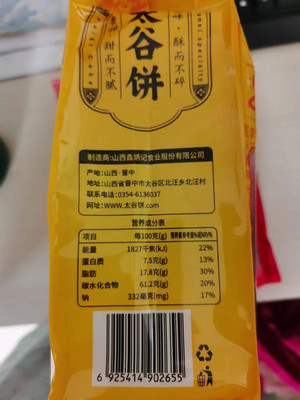 太谷饼
酥而不碎
甜而不腻
制造商:山西鑫炳记食业股份有限公司
产地:山西·晋中
地址:山西省晋中市太谷区北汪乡北汪村
联系电话:0354-6136037
网址:www.太谷饼.com
营养成分表
项目 每100克(g) 营养素参考值%或NRV%
能量 1827千焦(kJ) 22%
蛋白质 7.5克(g) 13%
脂肪 17.8克(g) 30%
碳水化合物 61.2克(g) 20%
钠 332毫克(mg) 17%
6 925414 902655